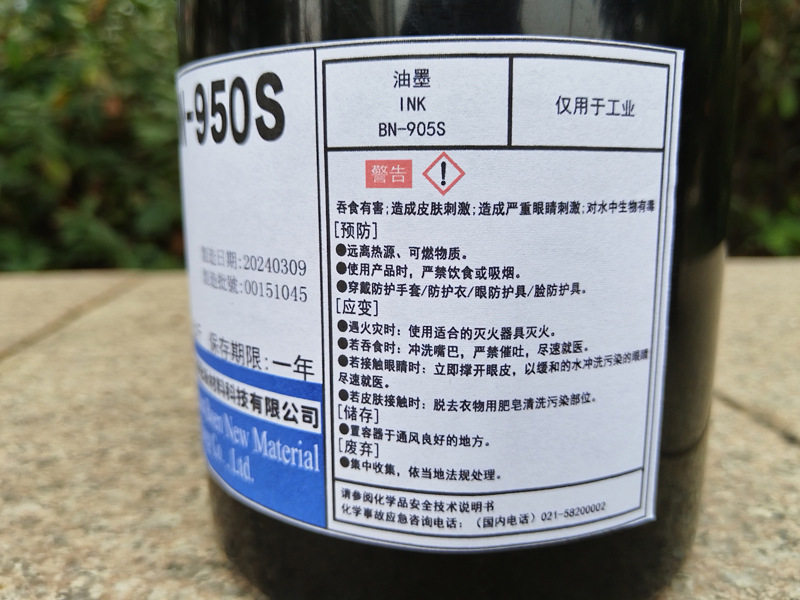 -950S
日期:20240309
批號:00151045
保存期限:一年
材料科技有限公司
New Material
Co.,Ltd.
油墨
INK
BN-905S
仅用于工业
警告
吞食有害;造成皮肤刺激;造成严重眼睛刺激;对水中生物有毒
[预防]
●远离热源、可燃物质。
●使用产品时，严禁饮食或吸烟。
●穿戴防护手套/防护衣/眼防护具/脸防护具。
[应变]
●遇火灾时：使用适合的灭火器具灭火。
●若吞食时：冲洗嘴巴，严禁催吐，尽速就医。
●若接触眼睛时：立即撑开眼皮，以缓和的水冲洗污染的眼睛
尽速就医。
●若皮肤接触时：脱去衣物用肥皂清洗污染部位。
[储存]
●置容器于通风良好的地方。
[废弃]
●集中收集，依当地法规处理。
请参阅化学品安全技术说明书
化学事故应急咨询电话：（国内电话）021-58200002